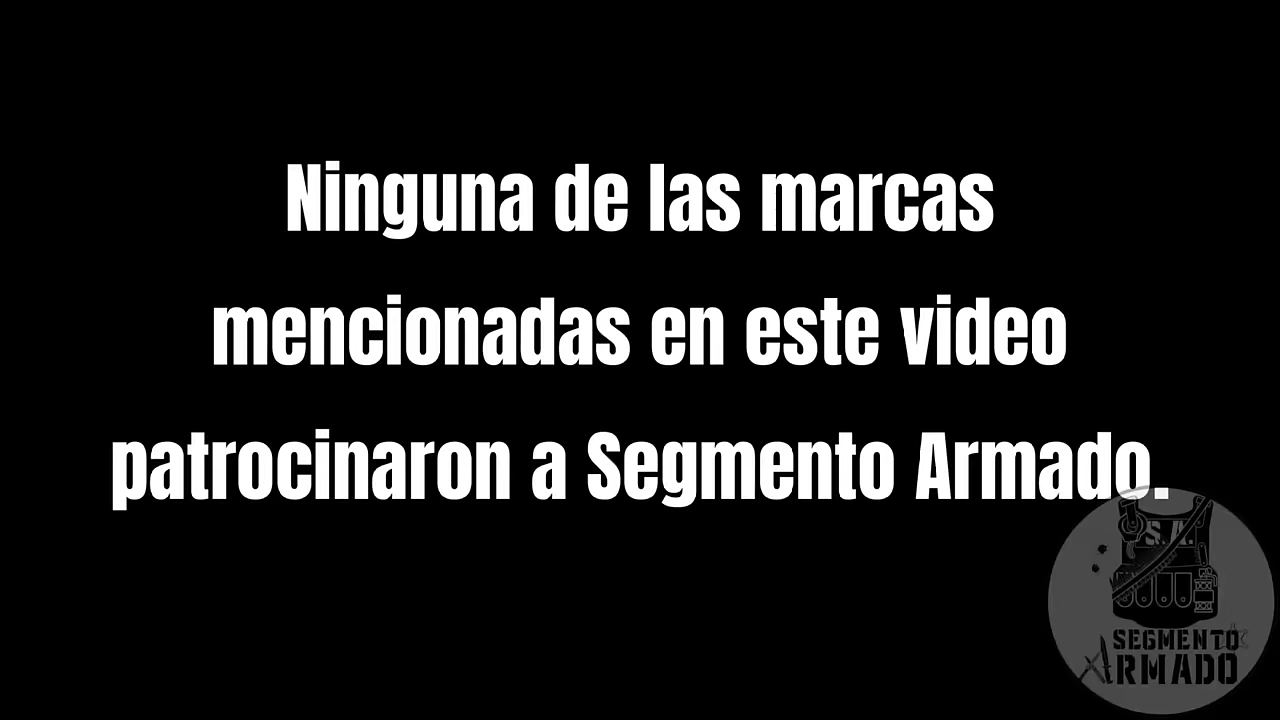 Ninguna de las marcas
mencionadas en este video
patrocinaron a Segmento Armado.
S.A.
SEGMENTO
ARMADO